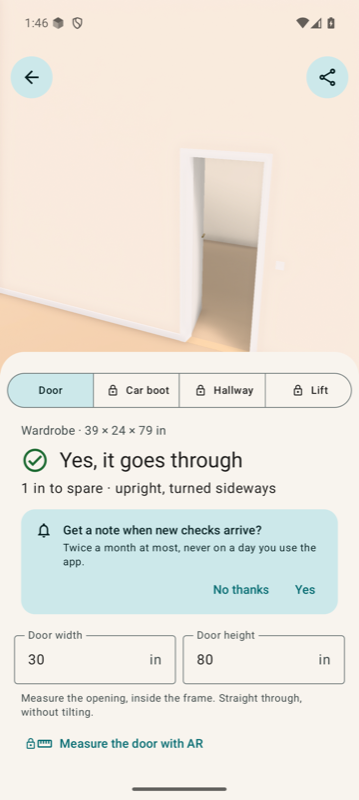 1:46
Door
Car boot
Hallway
Lift
Wardrobe · 39 × 24 × 79 in
Yes, it goes through
1 in to spare · upright, turned sideways
Get a note when new checks arrive?
Twice a month at most, never on a day you use the
app.
No thanks
Yes
Door width
30 in
Door height
80 in
Measure the opening, inside the frame. Straight through,
without tilting.
Measure the door with AR